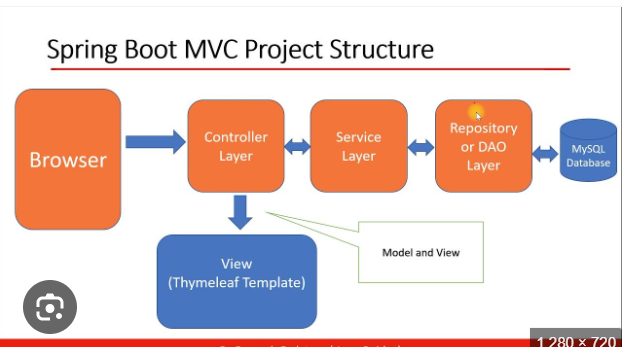 Spring Boot MVC Project Structure
Browser
Controller
Layer
Service
Layer
Repository
or DAO
Layer
MySQL
Database
View
(Thymeleaf Template)
Model and View
1,280 × 720